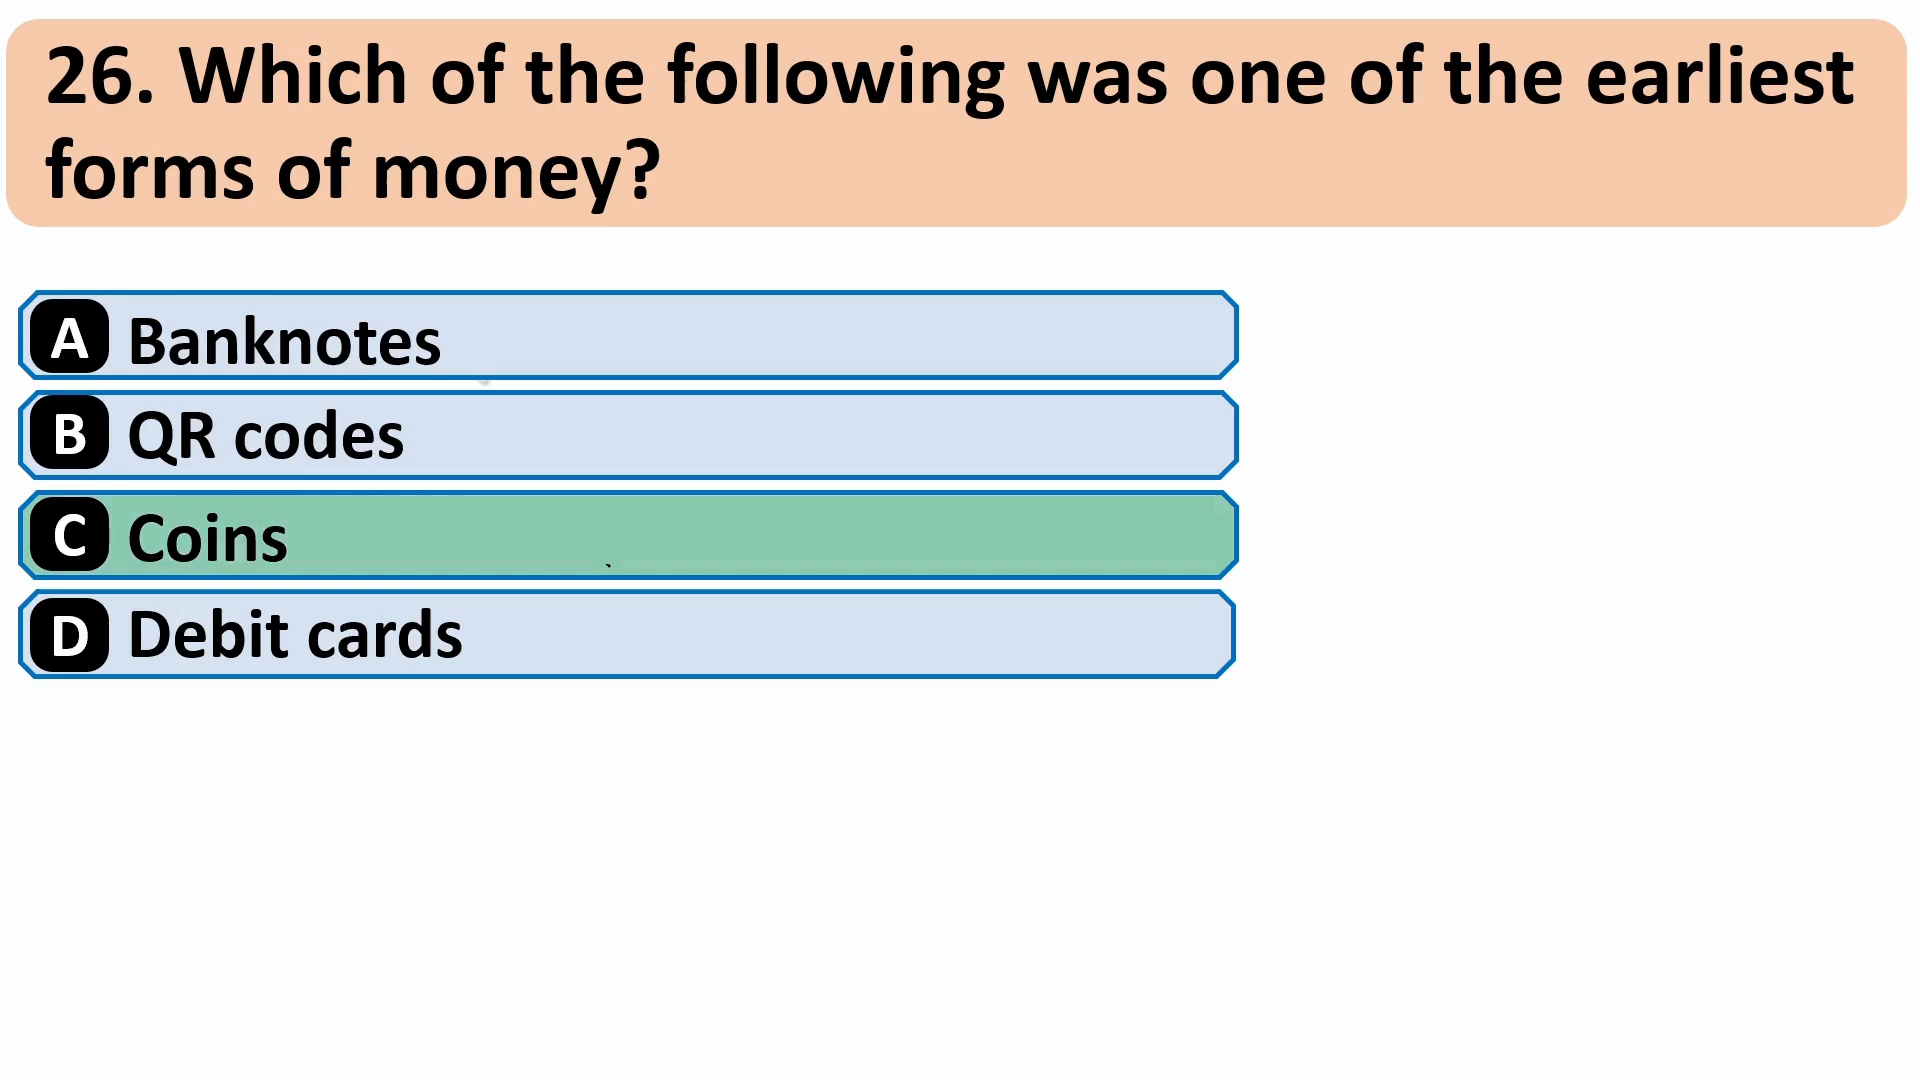 26. Which of the following was one of the earliest
forms of money?
A Banknotes
B QR codes
C Coins
D Debit cards